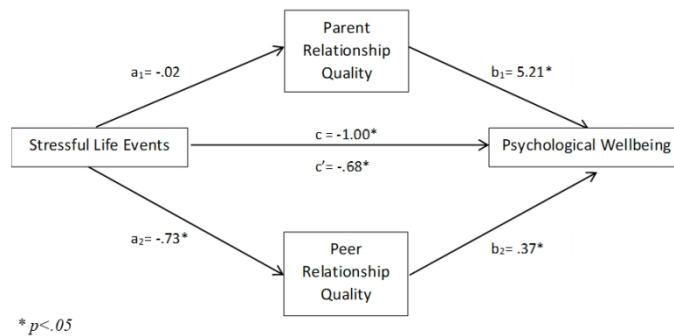 Parent
Relationship
Quality
a₁= -.02
b₁= 5.21*
c = -1.00*
Stressful Life Events
Psychological Wellbeing
c’= -.68*
a₂= -.73*
b₂= .37*
Peer
Relationship
Quality
* p<.05